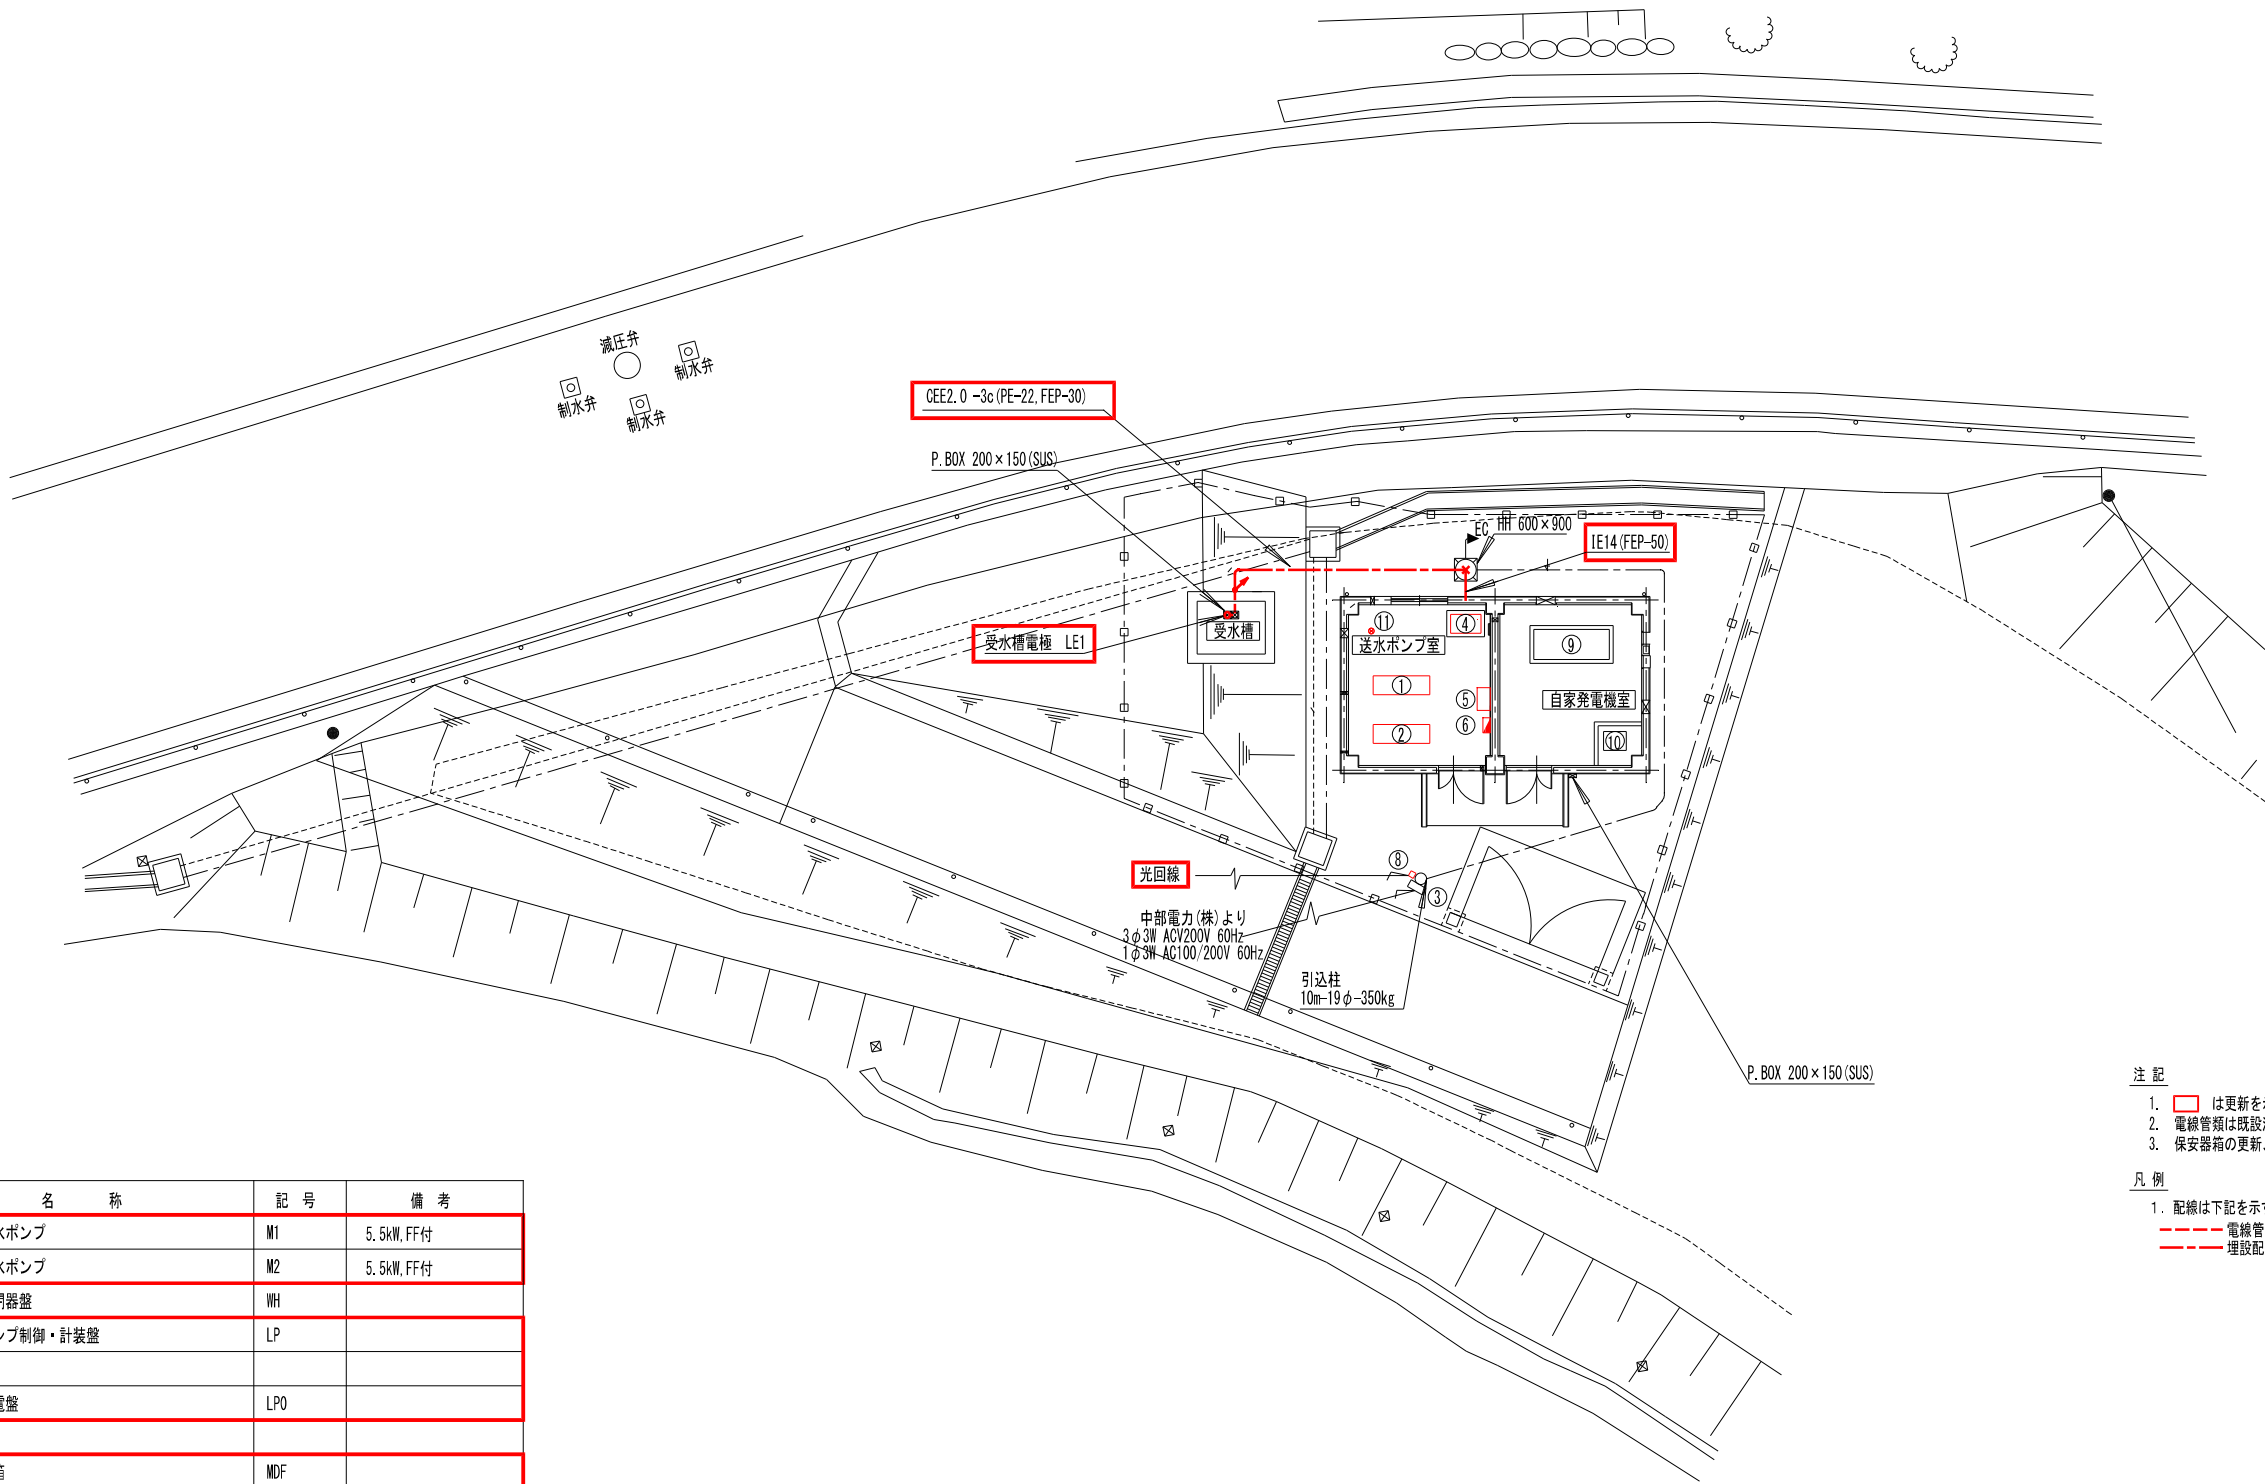 減圧弁
制水弁
制水弁
制水弁
CEE2.0 -3c(PE-22,FEP-30)
P.BOX 200×150(SUS)
EC
HH 600×900
IE14(FEP-50)
受水槽電極 LE1
受水槽
⑪
送水ポンプ室
④
⑨
①
⑤
自家発電機室
⑥
②
⑩
光回線
⑧
③
中部電力(株)より
3φ3W ACV200V 60Hz
1φ3W AC100/200V 60Hz
引込柱
10m-19φ-350kg
P.BOX 200×150(SUS)
注 記
1. は更新を
2. 電線管類は既設
3. 保安器箱の更新、
凡 例
1. 配線は下記を示
電線管
埋設配
名 称 記 号 備 考
水ポンプ M1 5.5kW,FF付
水ポンプ M2 5.5kW,FF付
器盤 WH
ンプ制御・計装盤 LP
電盤 LP0
箱 MDF